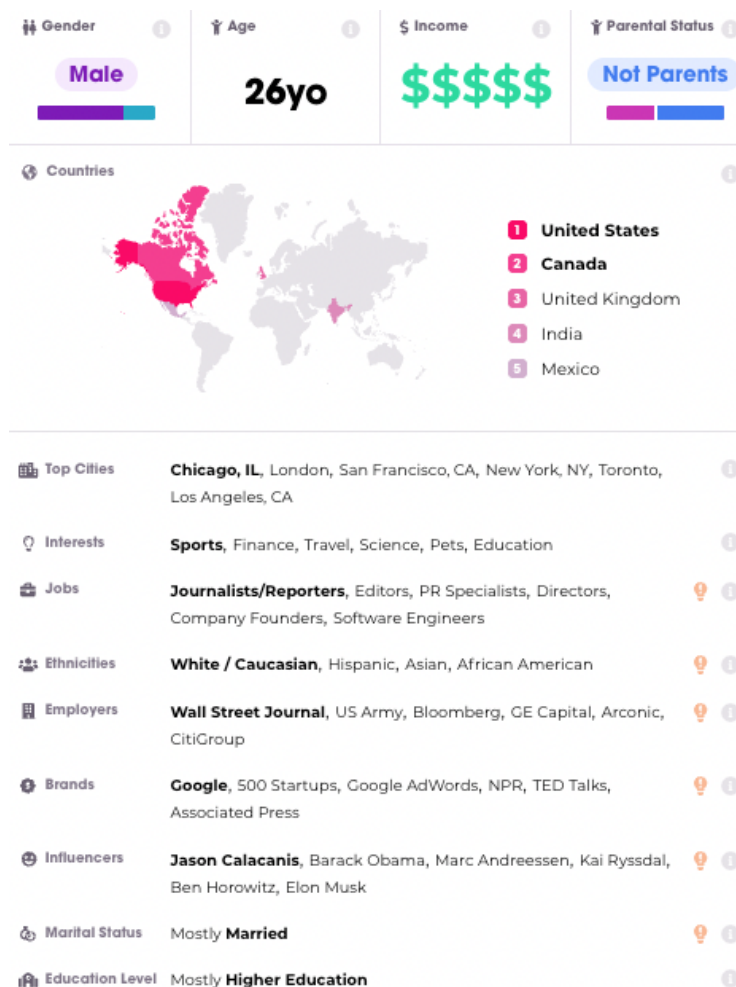 Gender
Age
$ Income
Parental Status
Male
26yo
$$$$$
Not Parents
Countries
1 United States
2 Canada
3 United Kingdom
4 India
5 Mexico
Top Cities
Chicago, IL, London, San Francisco, CA, New York, NY, Toronto,
Los Angeles, CA
Interests
Sports, Finance, Travel, Science, Pets, Education
Jobs
Journalists/Reporters, Editors, PR Specialists, Directors,
Company Founders, Software Engineers
Ethnicities
White / Caucasian, Hispanic, Asian, African American
Employers
Wall Street Journal, US Army, Bloomberg, GE Capital, Arconic,
CitiGroup
Brands
Google, 500 Startups, Google AdWords, NPR, TED Talks,
Associated Press
Influencers
Jason Calacanis, Barack Obama, Marc Andreessen, Kai Ryssdal,
Ben Horowitz, Elon Musk
Marital Status
Mostly Married
Education Level
Mostly Higher Education